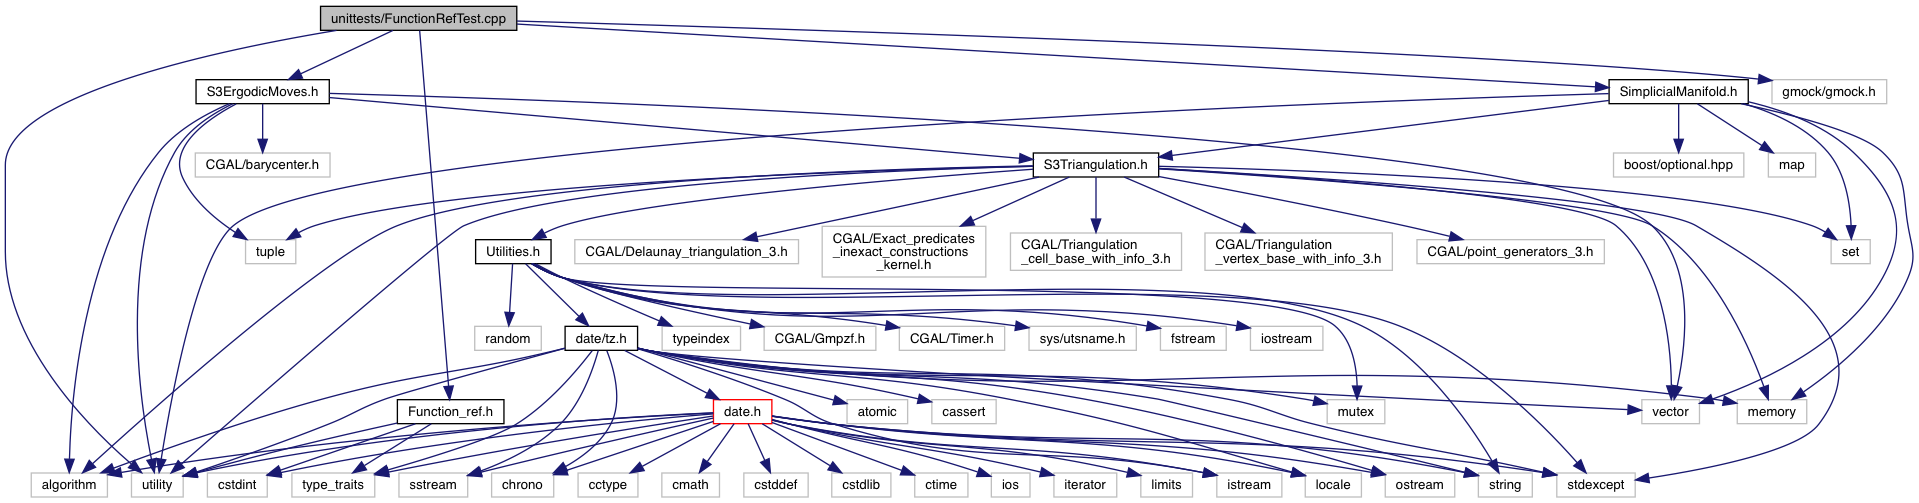 unittests/FunctionRefTest.cpp
S3ErgodicMoves.h
SimplicialManifold.h
gmock/gmock.h
CGAL/barycenter.h
S3Triangulation.h
boost/optional.hpp
map
tuple
Utilities.h
CGAL/Delaunay_triangulation_3.h
CGAL/Exact_predicates
_inexact_constructions
_kernel.h
CGAL/Triangulation
_cell_base_with_info_3.h
CGAL/Triangulation
_vertex_base_with_info_3.h
CGAL/point_generators_3.h
set
random
date/tz.h
typeindex
CGAL/Gmpzf.h
CGAL/Timer.h
sys/utsname.h
fstream
iostream
Function_ref.h
date.h
atomic
cassert
mutex
vector
memory
algorithm
utility
cstdint
type_traits
sstream
chrono
cctype
cmath
cstddef
cstdlib
ctime
ios
iterator
limits
istream
locale
ostream
string
stdexcept